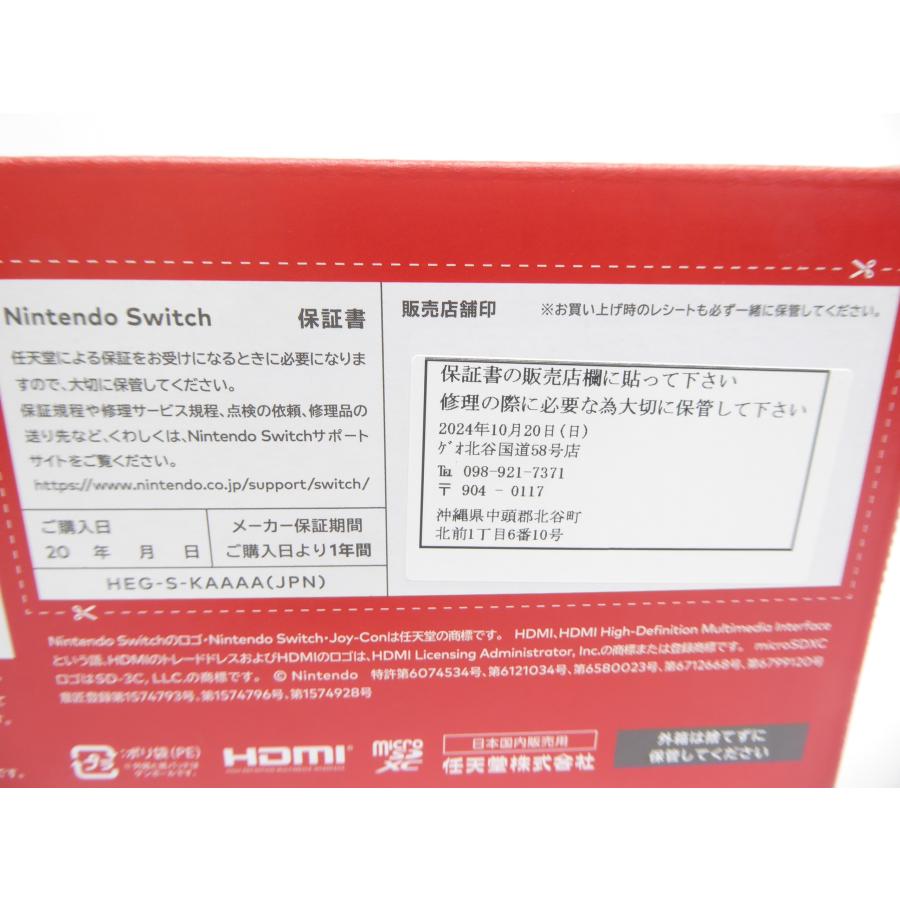 Nintendo Switch 保証書
任天堂による保証をお受けになるときに必要になりま
すので、大切に保管してください。
保証規程や修理サービス規程、点検の依頼、修理品の
送り先など、くわしくは、Nintendo Switchサポート
サイトをご覧ください。
https://www.nintendo.co.jp/support/switch/
ご購入日
20 年 月 日
メーカー保証期間
ご購入日より1年間
HEG-S-KAAAA(JPN)
販売店舗印 ※お買い上げ時のレシートも必ず一緒に保管してください。
保証書の販売店欄に貼って下さい
修理の際に必要な為大切に保管して下さい
2024年10月20日(日)
ｹﾞｵ北谷国道58号店
℡ 098-921-7371
〒 904 - 0117
沖縄県中頭郡北谷町
北前1丁目6番10号
Nintendo Switchのロゴ・Nintendo Switch・Joy-Conは任天堂の商標です。 HDMI、HDMI High-Definition Multimedia Interface
という語、HDMIのトレードドレスおよびHDMIのロゴは、HDMI Licensing Administrator, Inc.の商標または登録商標です。 microSDXC
ロゴはSD-3C, LLC.の商標です。 © Nintendo 特許第6074534号、第6121034号、第6580023号、第6712668号、第6799120号
意匠登録第1574793号、第1574796号、第1574928号
プラ
:ポリ袋(PE)
※外箱と紙パッドは
ダンボールです。
HDMI
HIGH-DEFINITION MULTIMEDIA INTERFACE
micro SD XC
日本国内販売用
任天堂株式会社
外箱は捨てずに
保管してください